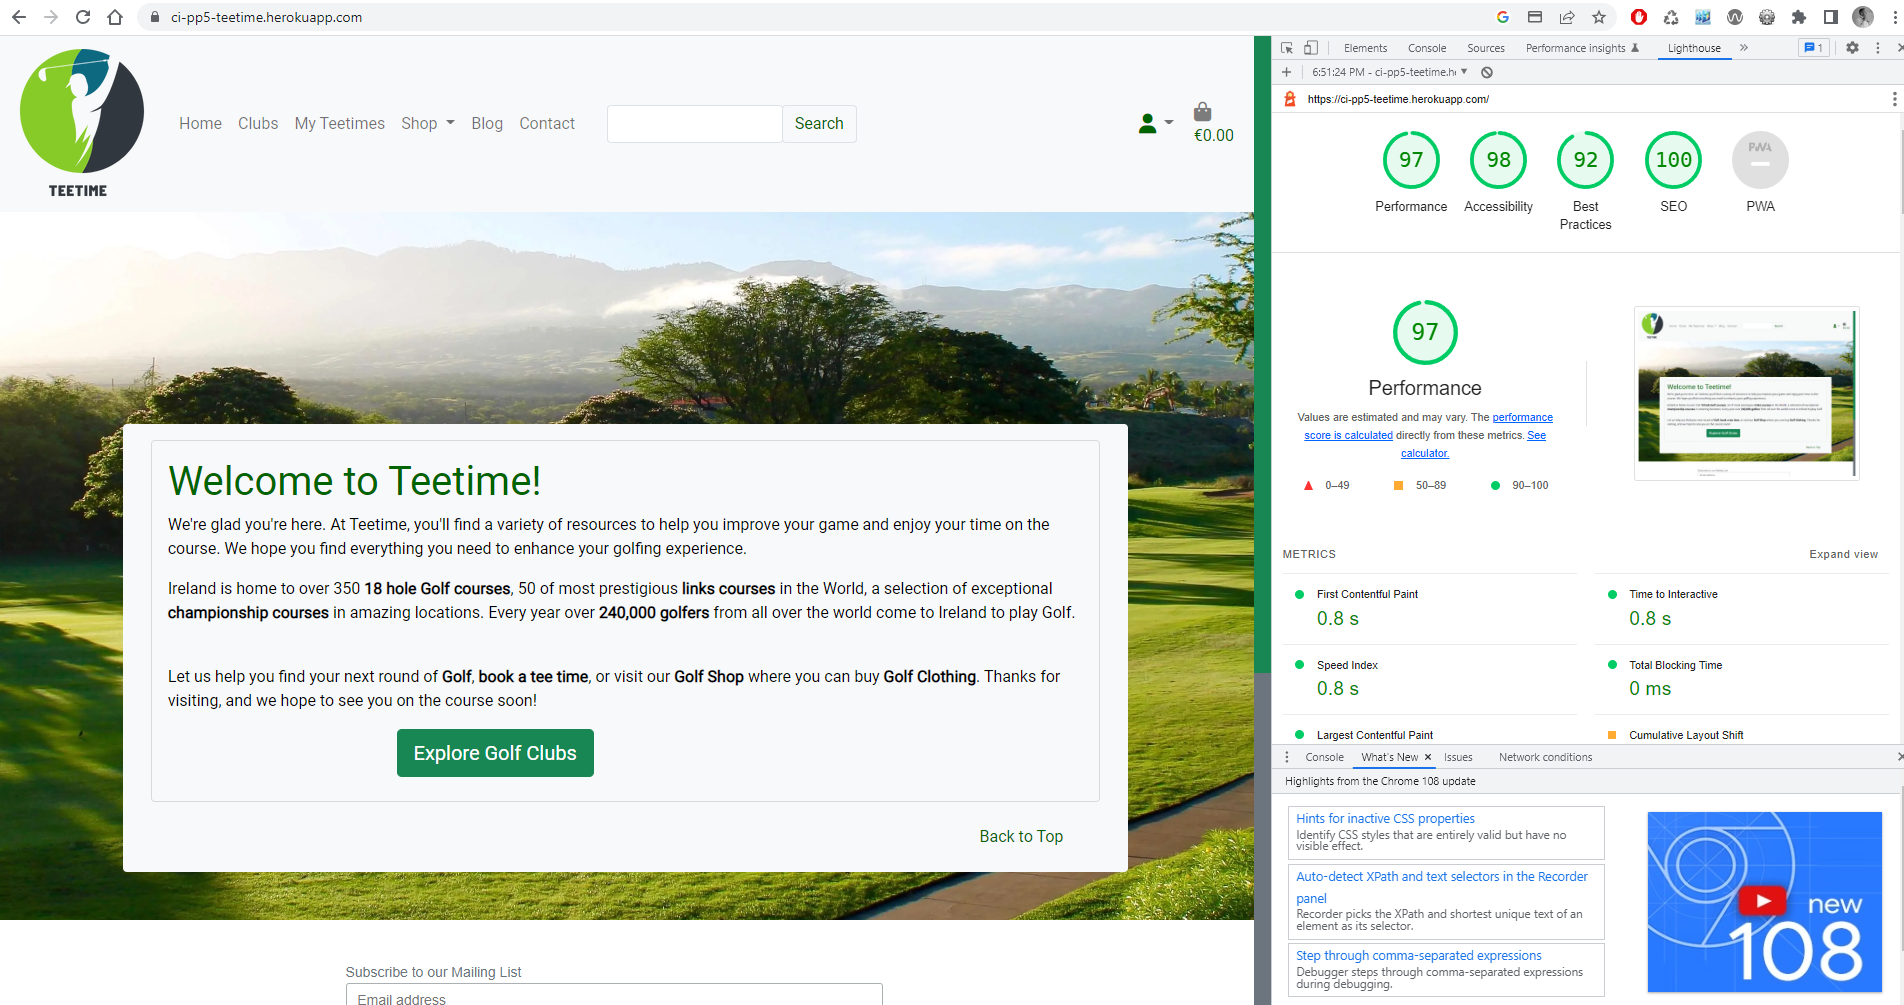 ci-pp5-teetime.herokuapp.com
TEETIME
Home Clubs My Teetimes Shop Blog Contact Search
€0.00
Welcome to Teetime!
We're glad you're here. At Teetime, you'll find a variety of resources to help you improve your game and enjoy your time on the
course. We hope you find everything you need to enhance your golfing experience.
Ireland is home to over 350 18 hole Golf courses, 50 of most prestigious links courses in the World, a selection of exceptional
championship courses in amazing locations. Every year over 240,000 golfers from all over the world come to Ireland to play Golf.
Let us help you find your next round of Golf, book a tee time, or visit our Golf Shop where you can buy Golf Clothing. Thanks for
visiting, and we hope to see you on the course soon!
Explore Golf Clubs
Back to Top
Subscribe to our Mailing List
Email address
Elements Console Sources Performance insights Lighthouse 1
6:51:24 PM - ci-pp5-teetime.h
https://ci-pp5-teetime.herokuapp.com/
97 98 92 100 PWA
Performance Accessibility Best Practices SEO PWA
97
Performance
Values are estimated and may vary. The performance
score is calculated directly from these metrics. See
calculator.
0–49 50–89 90–100
METRICS Expand view
First Contentful Paint Time to Interactive
0.8 s 0.8 s
Speed Index Total Blocking Time
0.8 s 0 ms
Largest Contentful Paint Cumulative Layout Shift
Console What's New Issues Network conditions
Highlights from the Chrome 108 update
Hints for inactive CSS properties
Identify CSS styles that are entirely valid but have no
visible effect.
Auto-detect XPath and text selectors in the Recorder
panel
Recorder picks the XPath and shortest unique text of an
element as its selector.
Step through comma-separated expressions
Debugger steps through comma-separated expressions
during debugging.
new
108